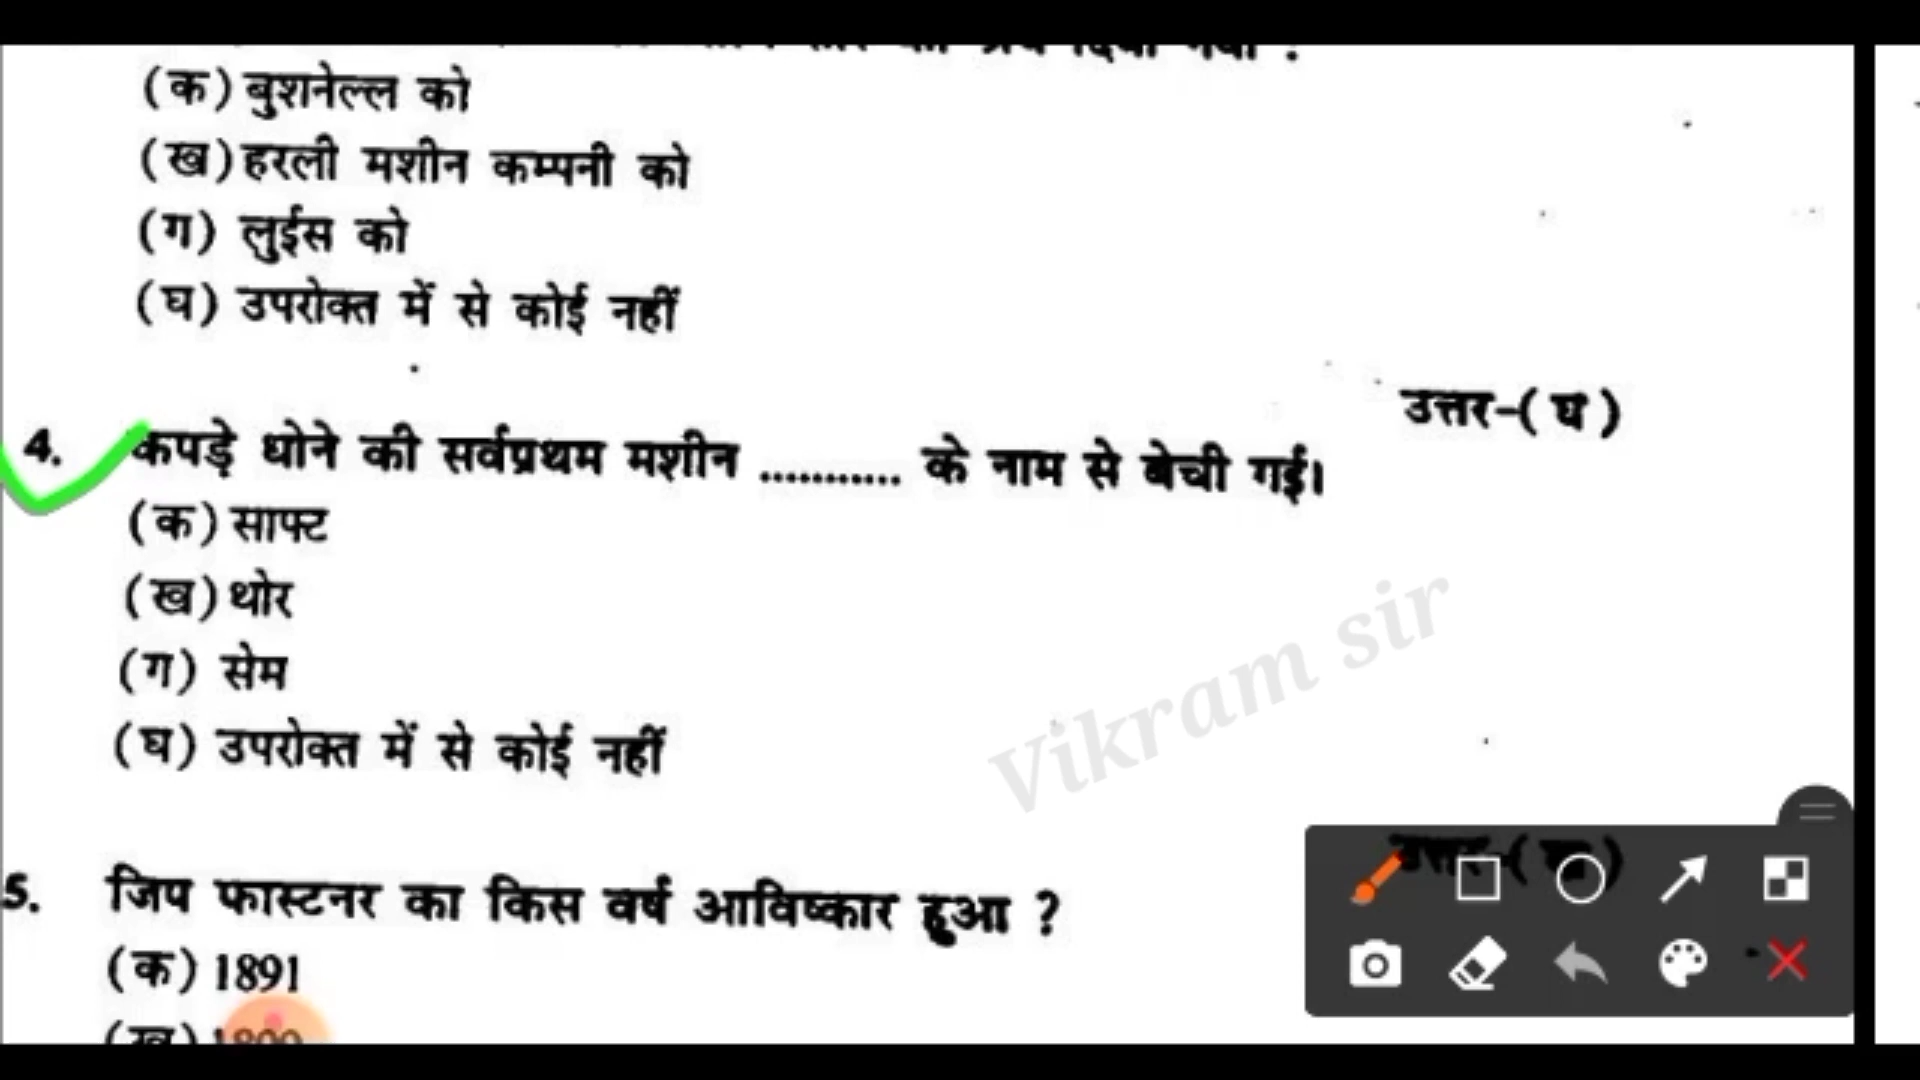 (क) बुशनेल्ल को
(ख) हरली मशीन कम्पनी को
(ग) लुईस को
(घ) उपरोक्त में से कोई नहीं
उत्तर-(घ)
4. कपड़े धोने की सर्वप्रथम मशीन ........... के नाम से बेची गई।
(क) साफ्ट
(ख) थोर
(ग) सेम
(घ) उपरोक्त में से कोई नहीं
Vikram sir
5. जिप फास्टनर का किस वर्ष आविष्कार हुआ ?
(क) 1891